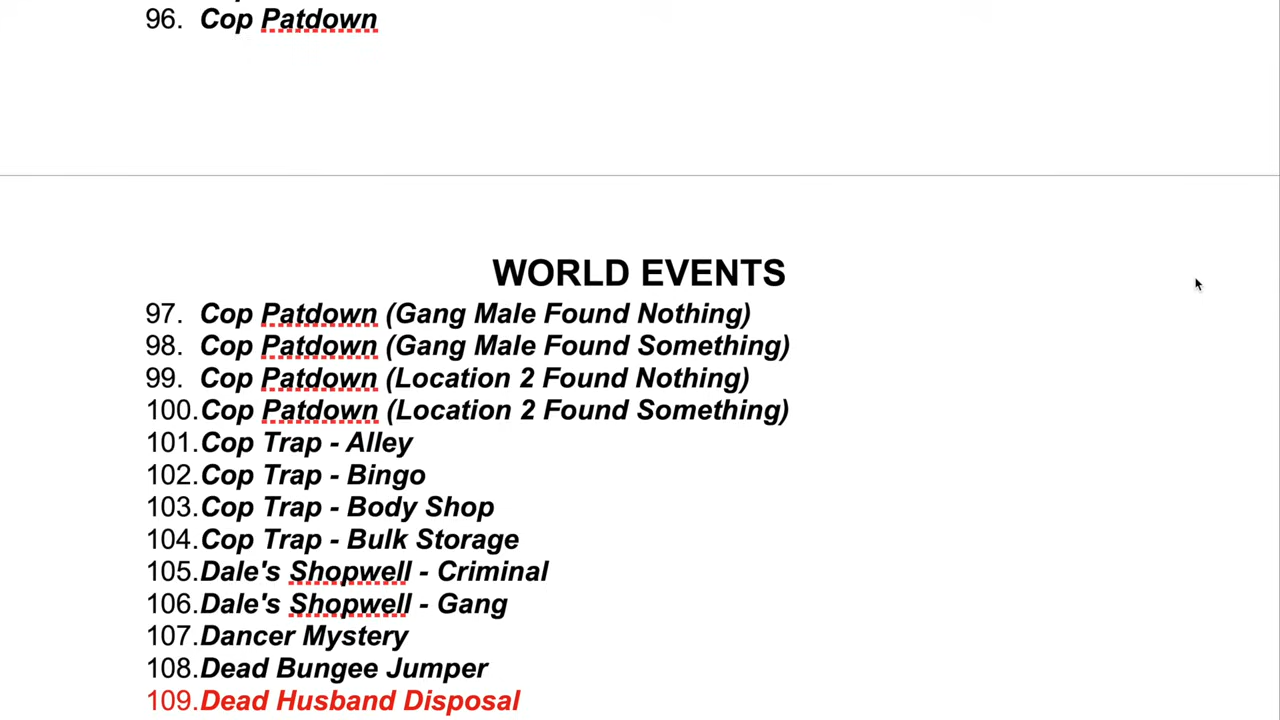 96. Cop Patdown
WORLD EVENTS
97. Cop Patdown (Gang Male Found Nothing)
98. Cop Patdown (Gang Male Found Something)
99. Cop Patdown (Location 2 Found Nothing)
100. Cop Patdown (Location 2 Found Something)
101. Cop Trap - Alley
102. Cop Trap - Bingo
103. Cop Trap - Body Shop
104. Cop Trap - Bulk Storage
105. Dale's Shopwell - Criminal
106. Dale's Shopwell - Gang
107. Dancer Mystery
108. Dead Bungee Jumper
109. Dead Husband Disposal